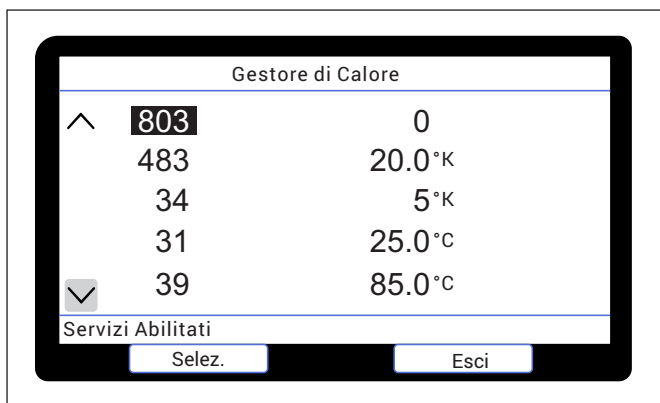 Gestore di Calore
803 0
483 20.0°K
34 5°K
31 25.0°C
39 85.0°C
Servizi Abilitati
Selez. Esci